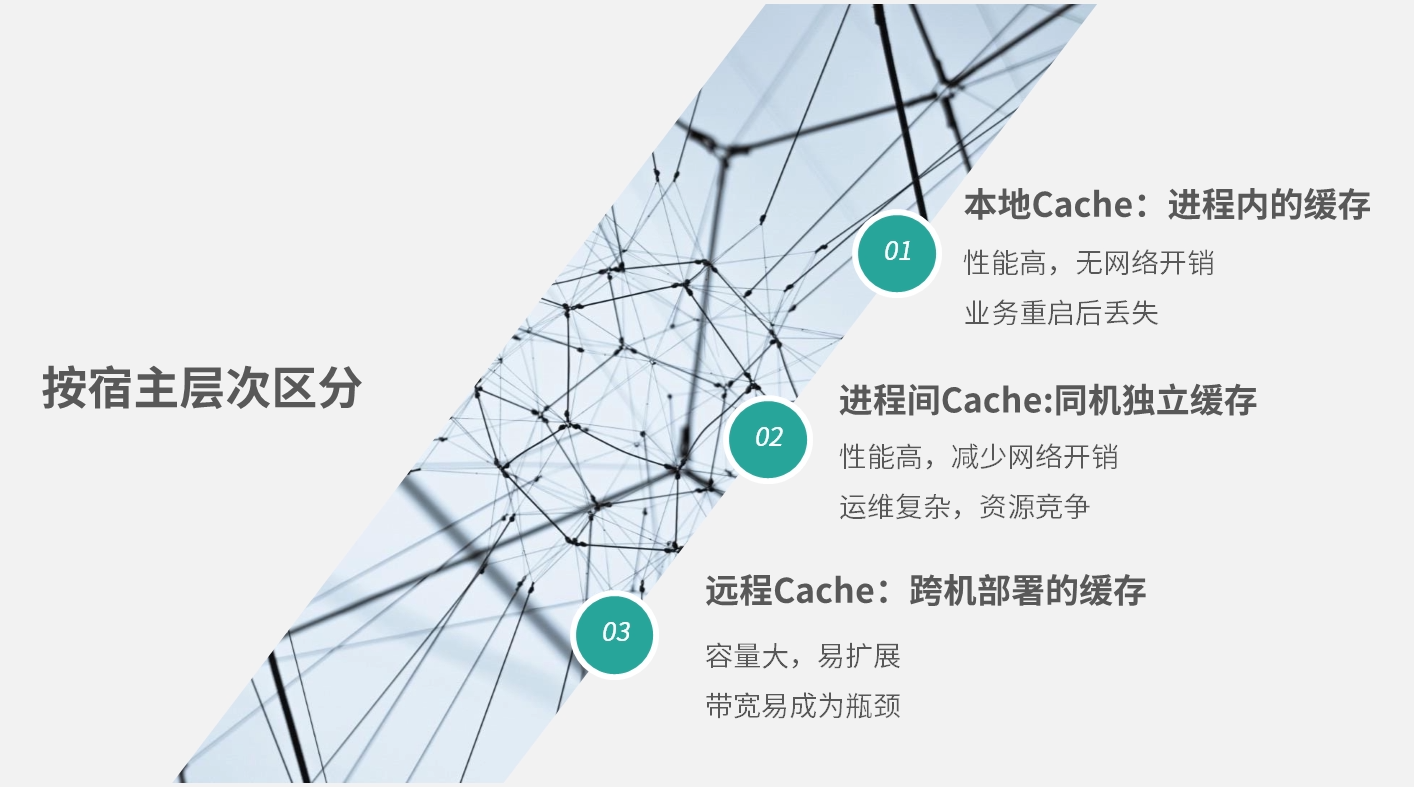 按宿主层次区分
01
本地Cache：进程内的缓存
性能高，无网络开销
业务重启后丢失
02
进程间Cache:同机独立缓存
性能高，减少网络开销
运维复杂，资源竞争
03
远程Cache：跨机部署的缓存
容量大，易扩展
带宽易成为瓶颈